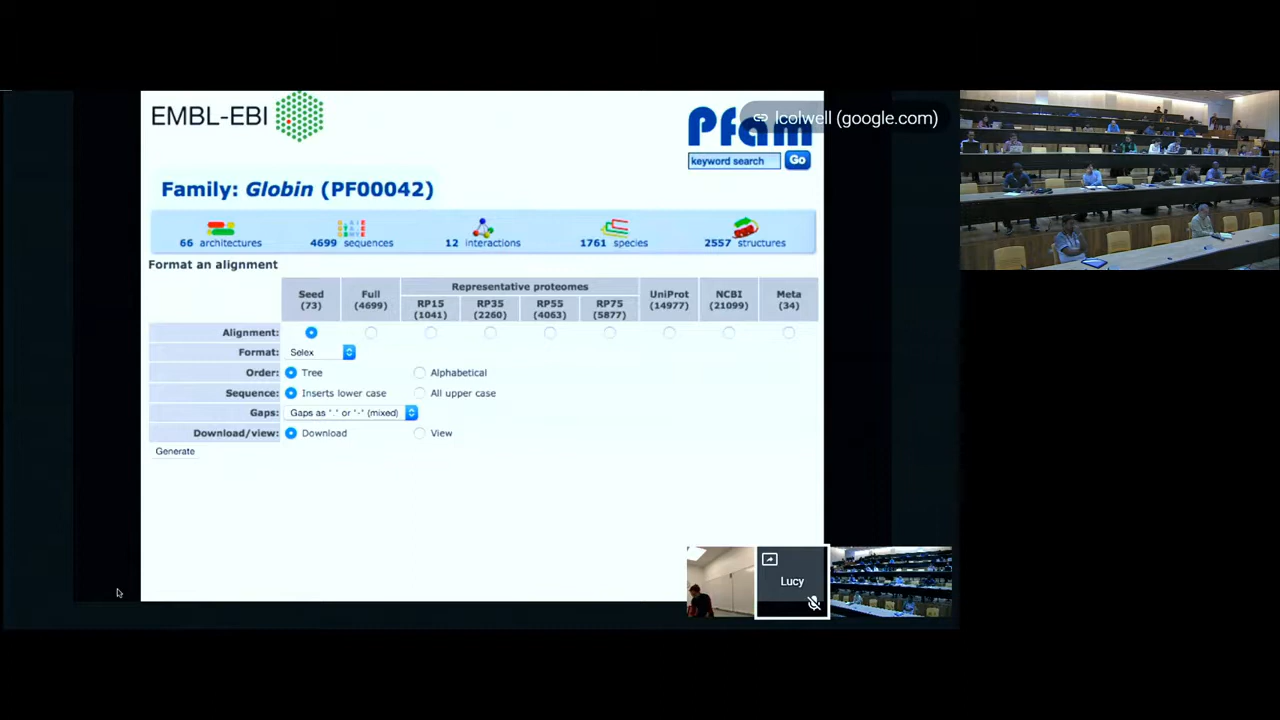 EMBL-EBI
Pfam
lcolwell (google.com)
keyword search Go
Family: Globin (PF00042)
66 architectures 4699 sequences 12 interactions 1761 species 2557 structures
Format an alignment
Seed (73) Full (4699) Representative proteomes RP15 (1041) RP35 (2260) RP55 (4063) RP75 (5877) UniProt (14977) NCBI (21099) Meta (34)
Alignment:
Format: Selex
Order: Tree Alphabetical
Sequence: Inserts lower case All upper case
Gaps: Gaps as "." or "-" (mixed)
Download/view: Download View
Generate
Lucy